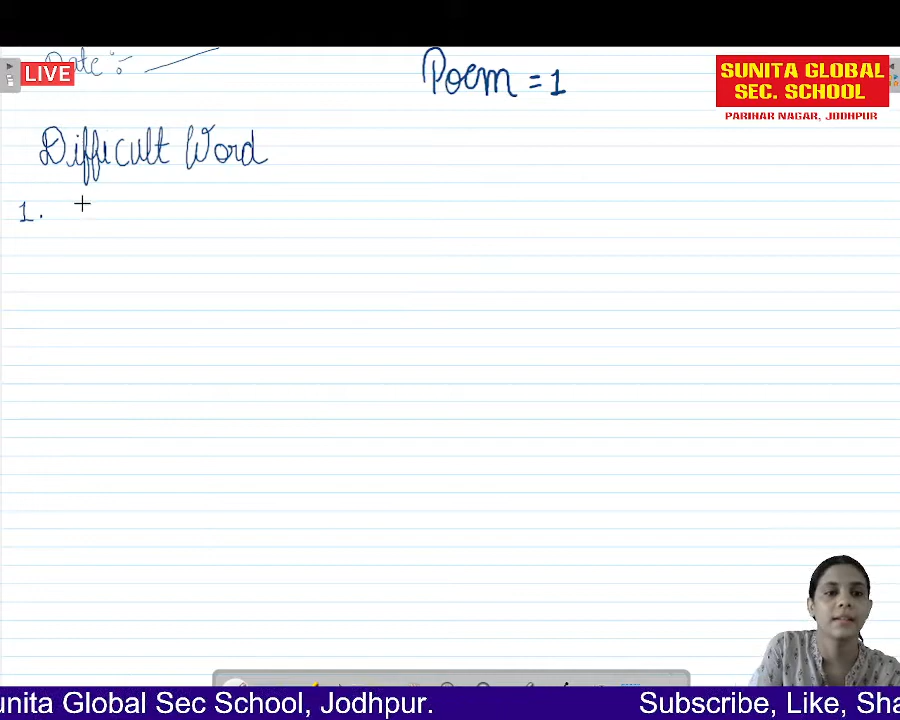 Date :-
LIVE
Poem = 1
SUNITA GLOBAL
SEC. SCHOOL
PARIHAR NAGAR, JODHPUR
Difficult Word
1.
unita Global Sec School, Jodhpur.
Subscribe, Like, Sha